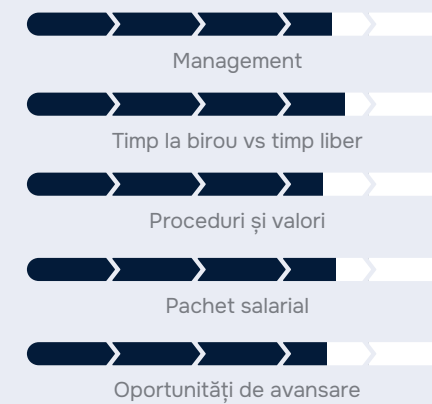 Management
Timp la birou vs timp liber
Proceduri și valori
Pachet salarial
Oportunități de avansare